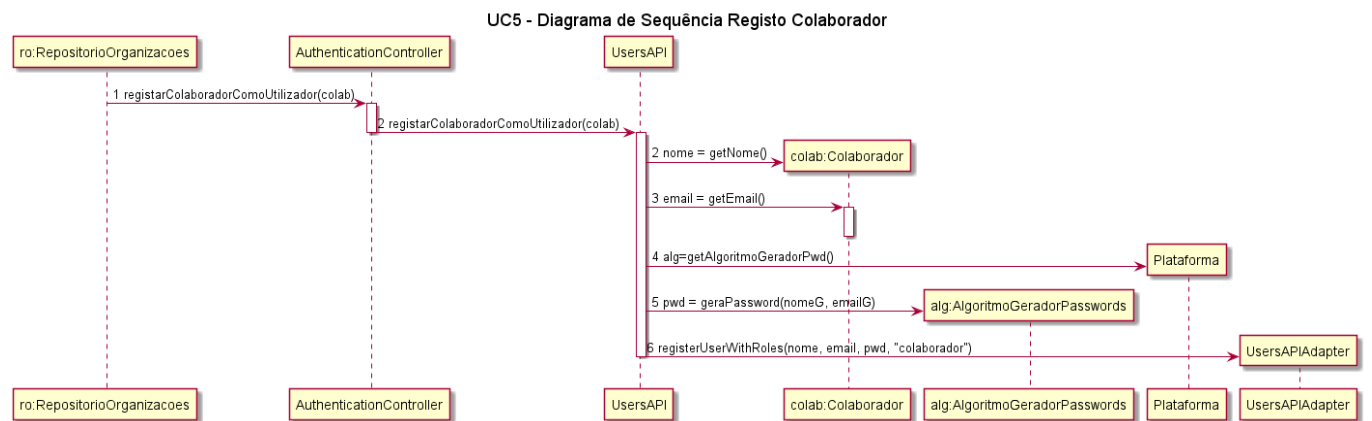 UC5 - Diagrama de Sequência Registo Colaborador
ro:RepositorioOrganizacoes
AuthenticationController
UsersAPI
1 registarColaboradorComoUtilizador(colab)
2 registarColaboradorComoUtilizador(colab)
2 nome = getNome()
colab:Colaborador
3 email = getEmail()
4 alg=getAlgoritmoGeradorPwd()
Plataforma
5 pwd = geraPassword(nomeG, emailG)
alg:AlgoritmoGeradorPasswords
6 registerUserWithRoles(nome, email, pwd, "colaborador")
UsersAPIAdapter
ro:RepositorioOrganizacoes
AuthenticationController
UsersAPI
colab:Colaborador
alg:AlgoritmoGeradorPasswords
Plataforma
UsersAPIAdapter